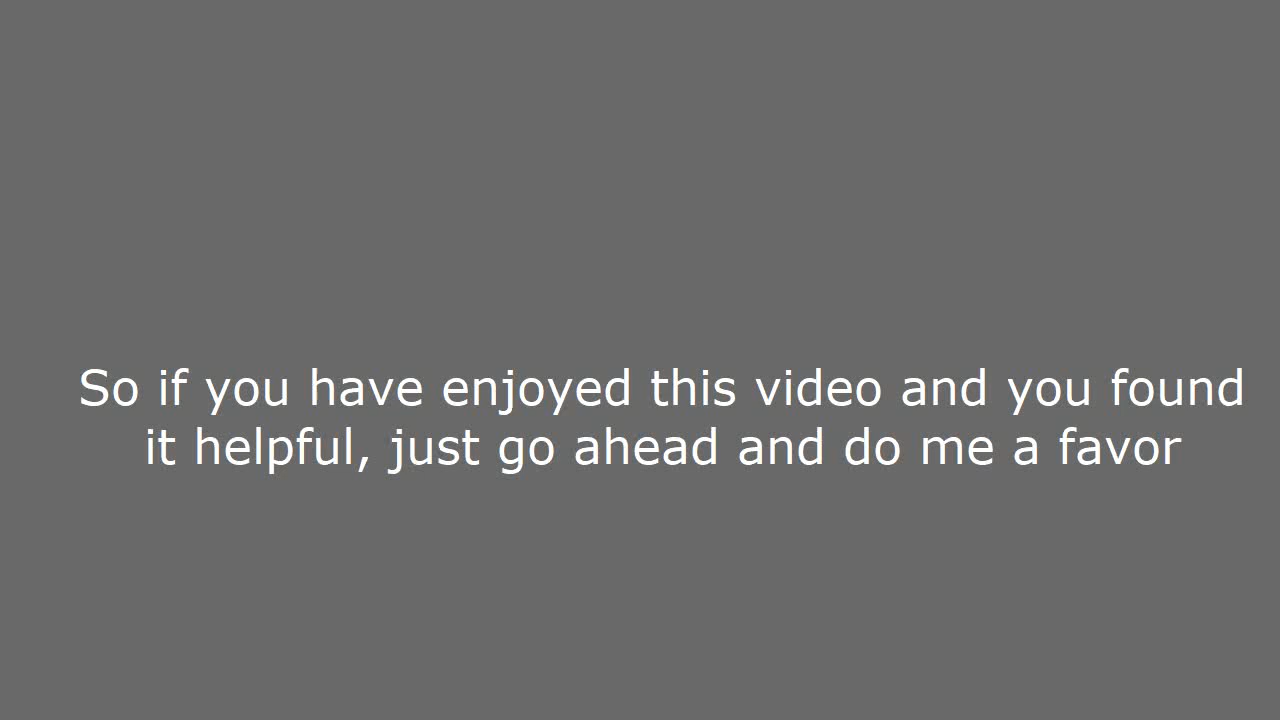 So if you have enjoyed this video and you found
it helpful, just go ahead and do me a favor